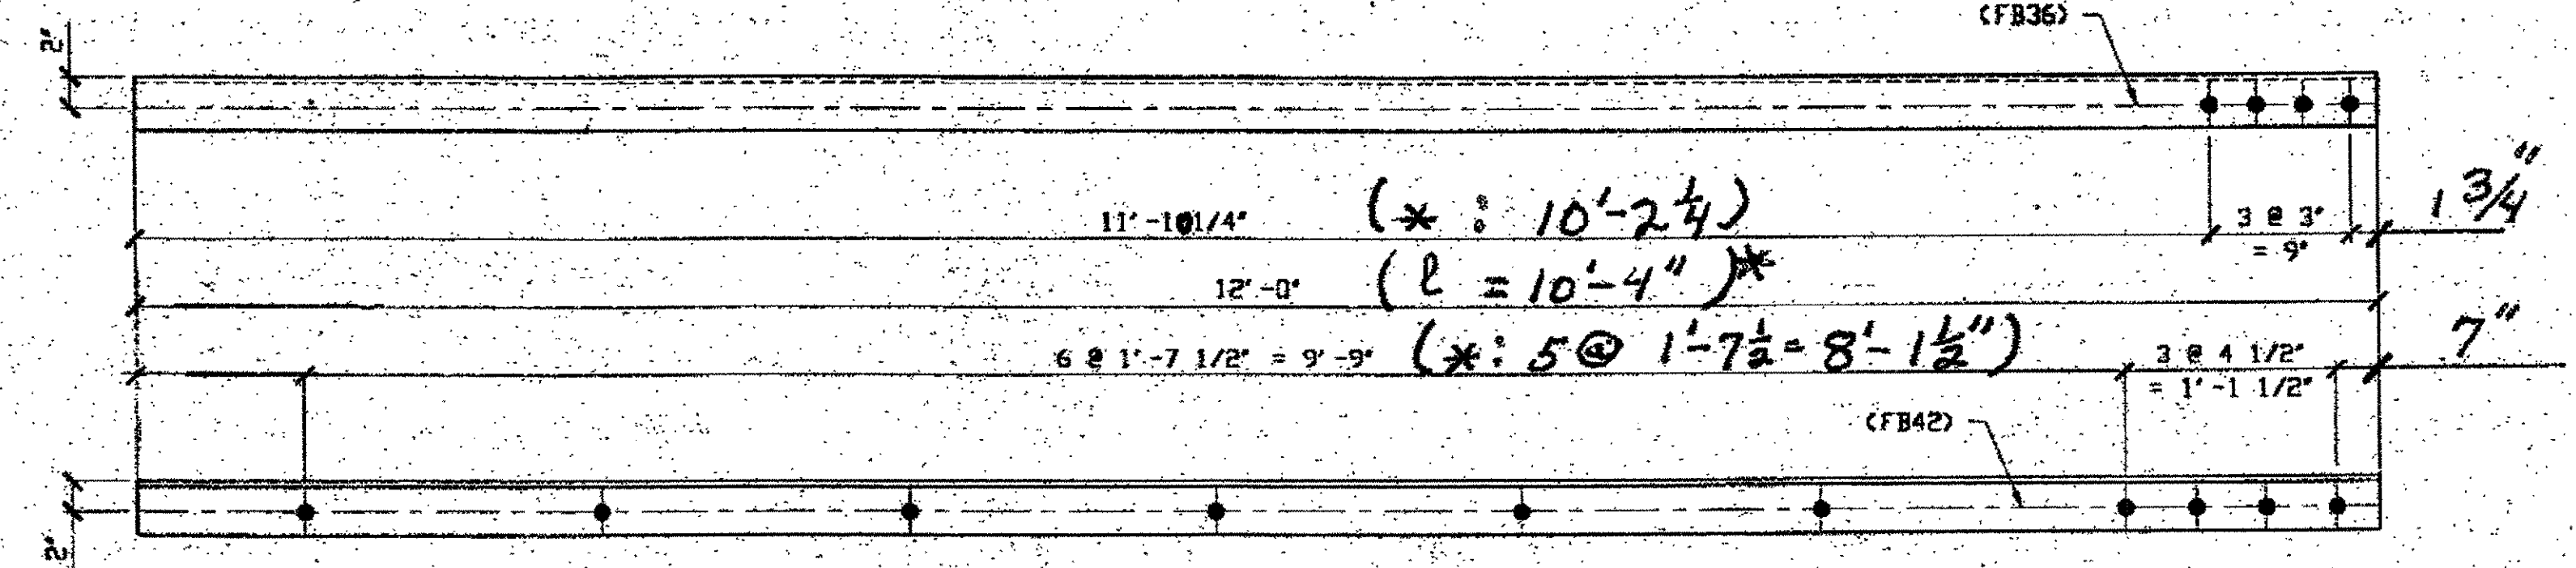 (FB36)
2"
11'-10 1/4" (* : 10'-2 1/4) 3 @ 3" 1 3/4"
= 9"
12'-0" (l = 10'-4")*
6 @ 1'-7 1/2" = 9'-9" (*: 5 @ 1'-7 1/2 = 8'-1 1/2") 3 @ 4 1/2" 7"
= 1'-1 1/2"
(FB42)
2"